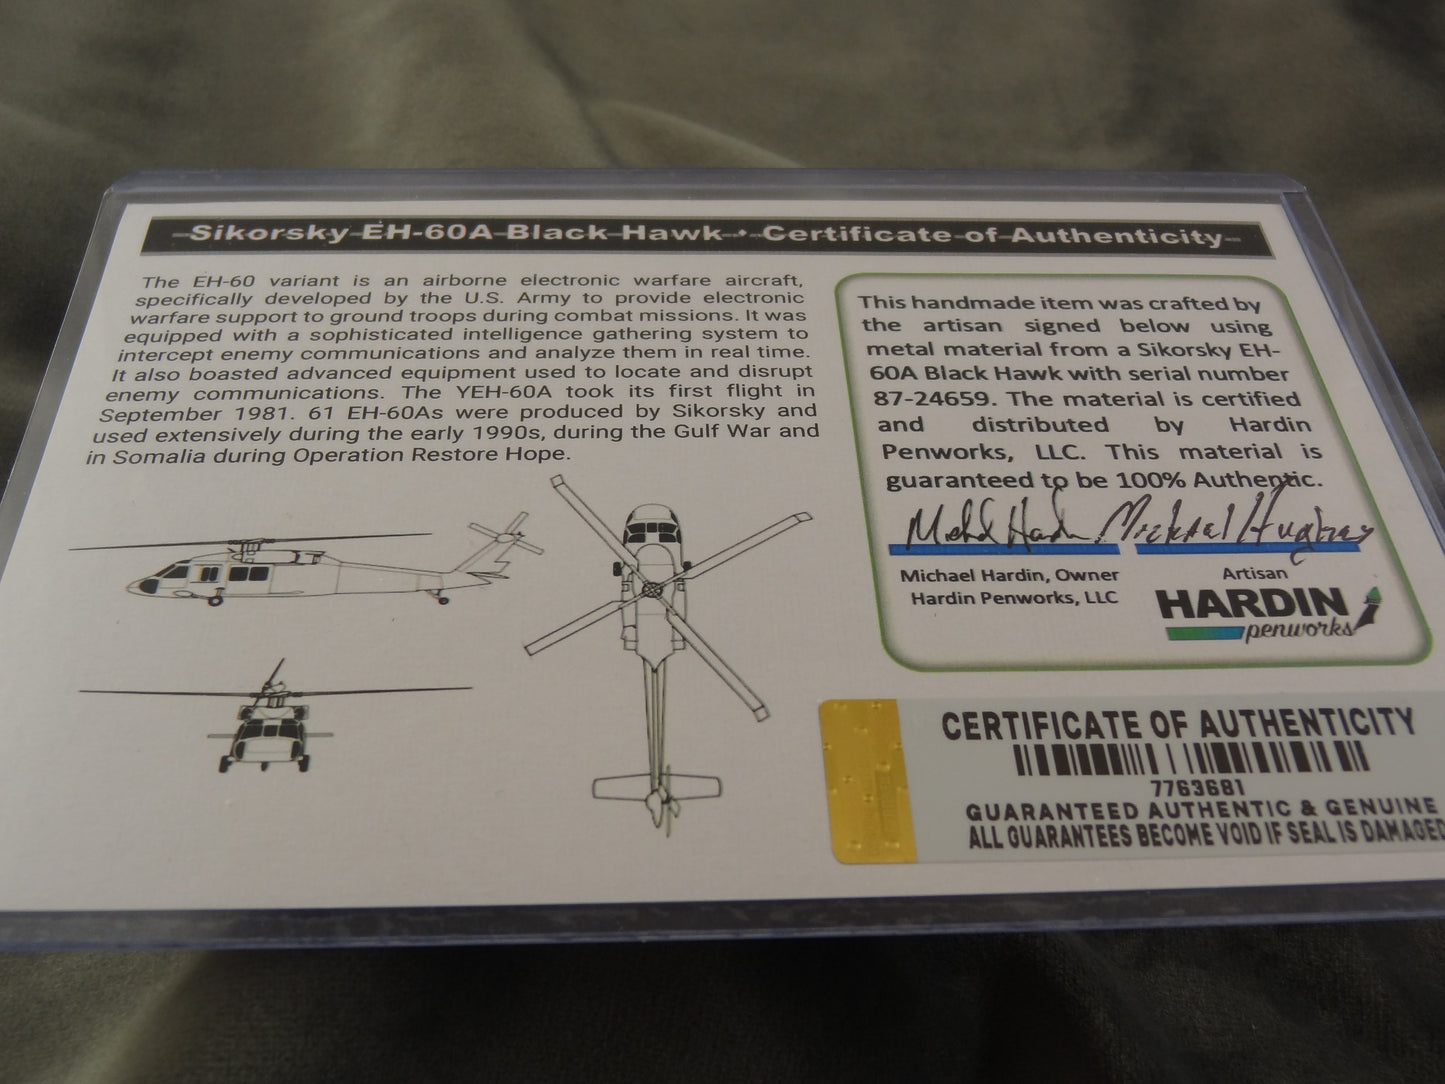 Sikorsky EH-60A Black Hawk · Certificate of Authenticity
The EH-60 variant is an airborne electronic warfare aircraft,
specifically developed by the U.S. Army to provide electronic
warfare support to ground troops during combat missions. It was
equipped with a sophisticated intelligence gathering system to
intercept enemy communications and analyze them in real time.
It also boasted advanced equipment used to locate and disrupt
enemy communications. The YEH-60A took its first flight in
September 1981. 61 EH-60As were produced by Sikorsky and
used extensively during the early 1990s, during the Gulf War and
in Somalia during Operation Restore Hope.
This handmade item was crafted by
the artisan signed below using
metal material from a Sikorsky EH-
60A Black Hawk with serial number
87-24659. The material is certified
and distributed by Hardin
Penworks, LLC. This material is
guaranteed to be 100% Authentic.
Michael Hardin, Owner
Hardin Penworks, LLC
Artisan
HARDIN
penworks
CERTIFICATE OF AUTHENTICITY
7763681
GUARANTEED AUTHENTIC & GENUINE
ALL GUARANTEES BECOME VOID IF SEAL IS DAMAGED